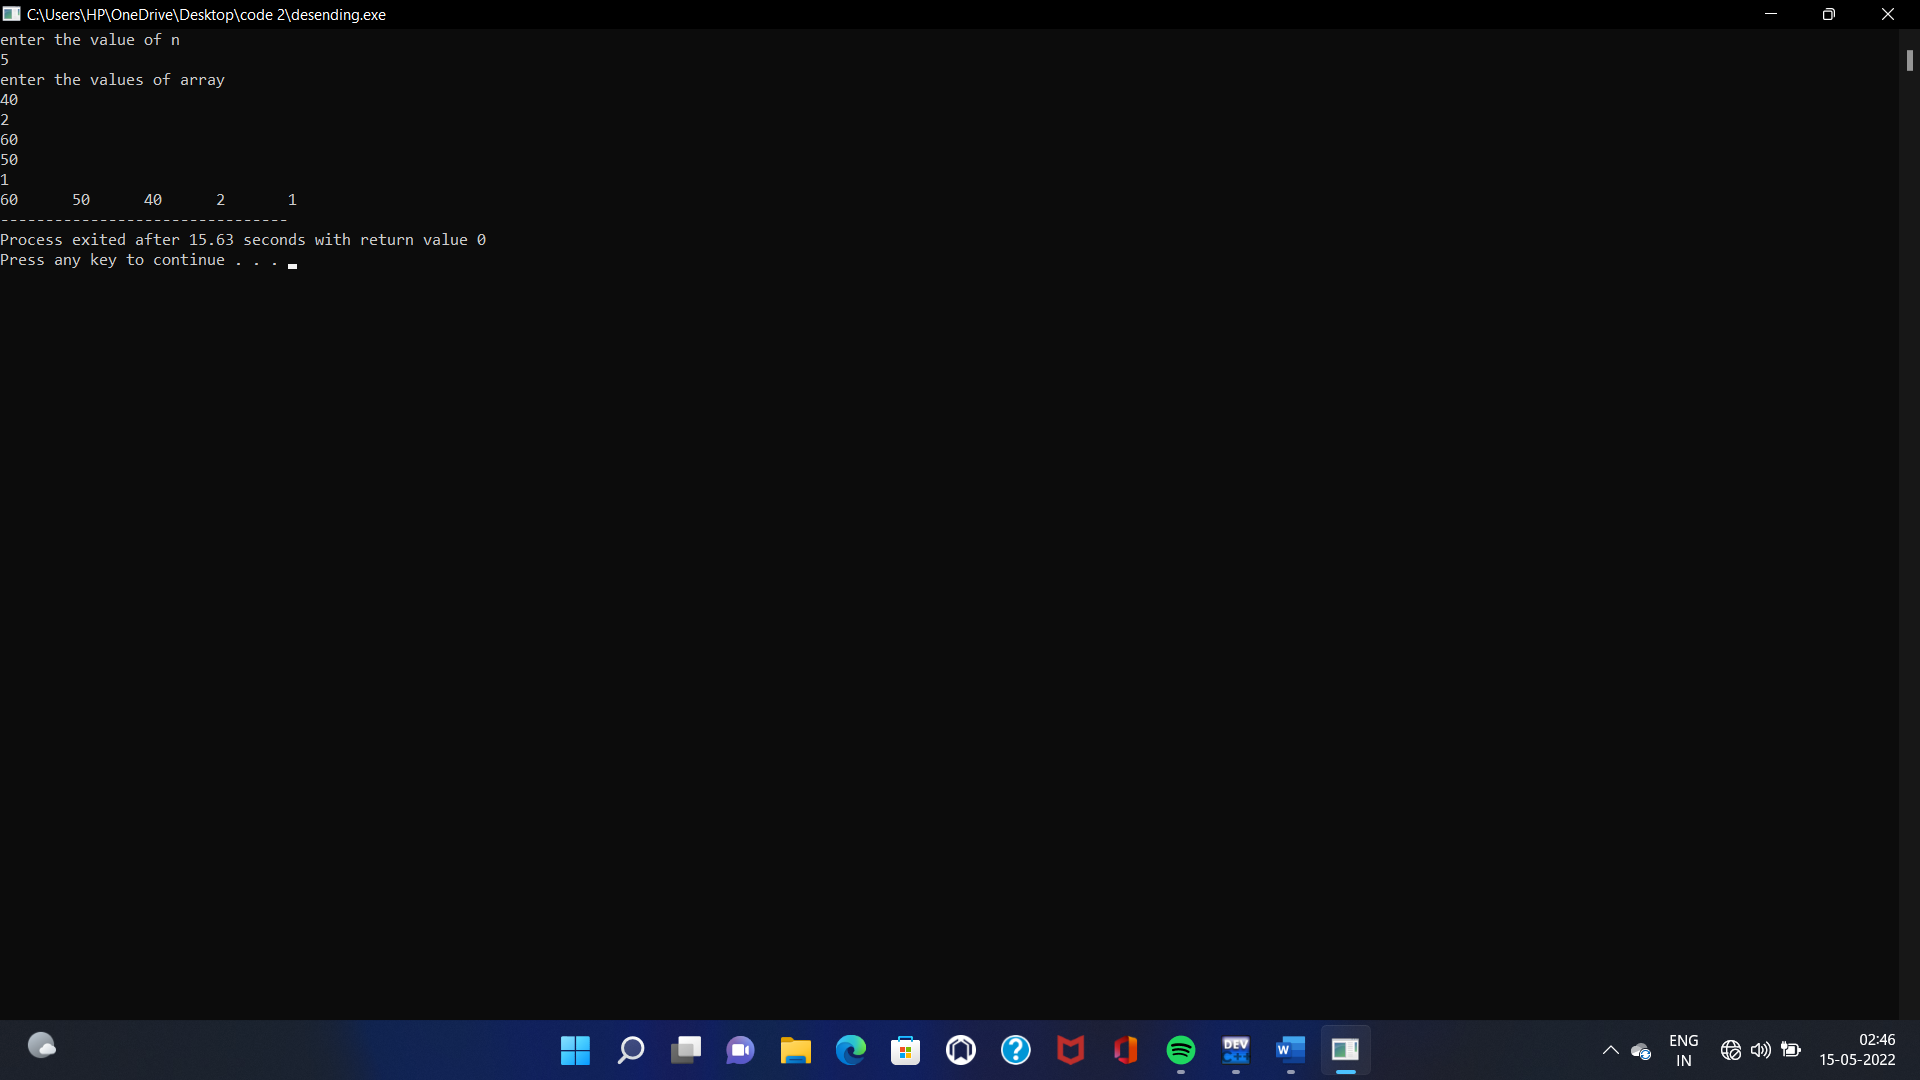 C:\Users\HP\OneDrive\Desktop\code 2\desending.exe
enter the value of n
5
enter the values of array
40
2
60
50
1
60      50      40      2       1
--------------------------------
Process exited after 15.63 seconds with return value 0
Press any key to continue . . .
DEV
C++
W
ENG
IN
02:46
15-05-2022